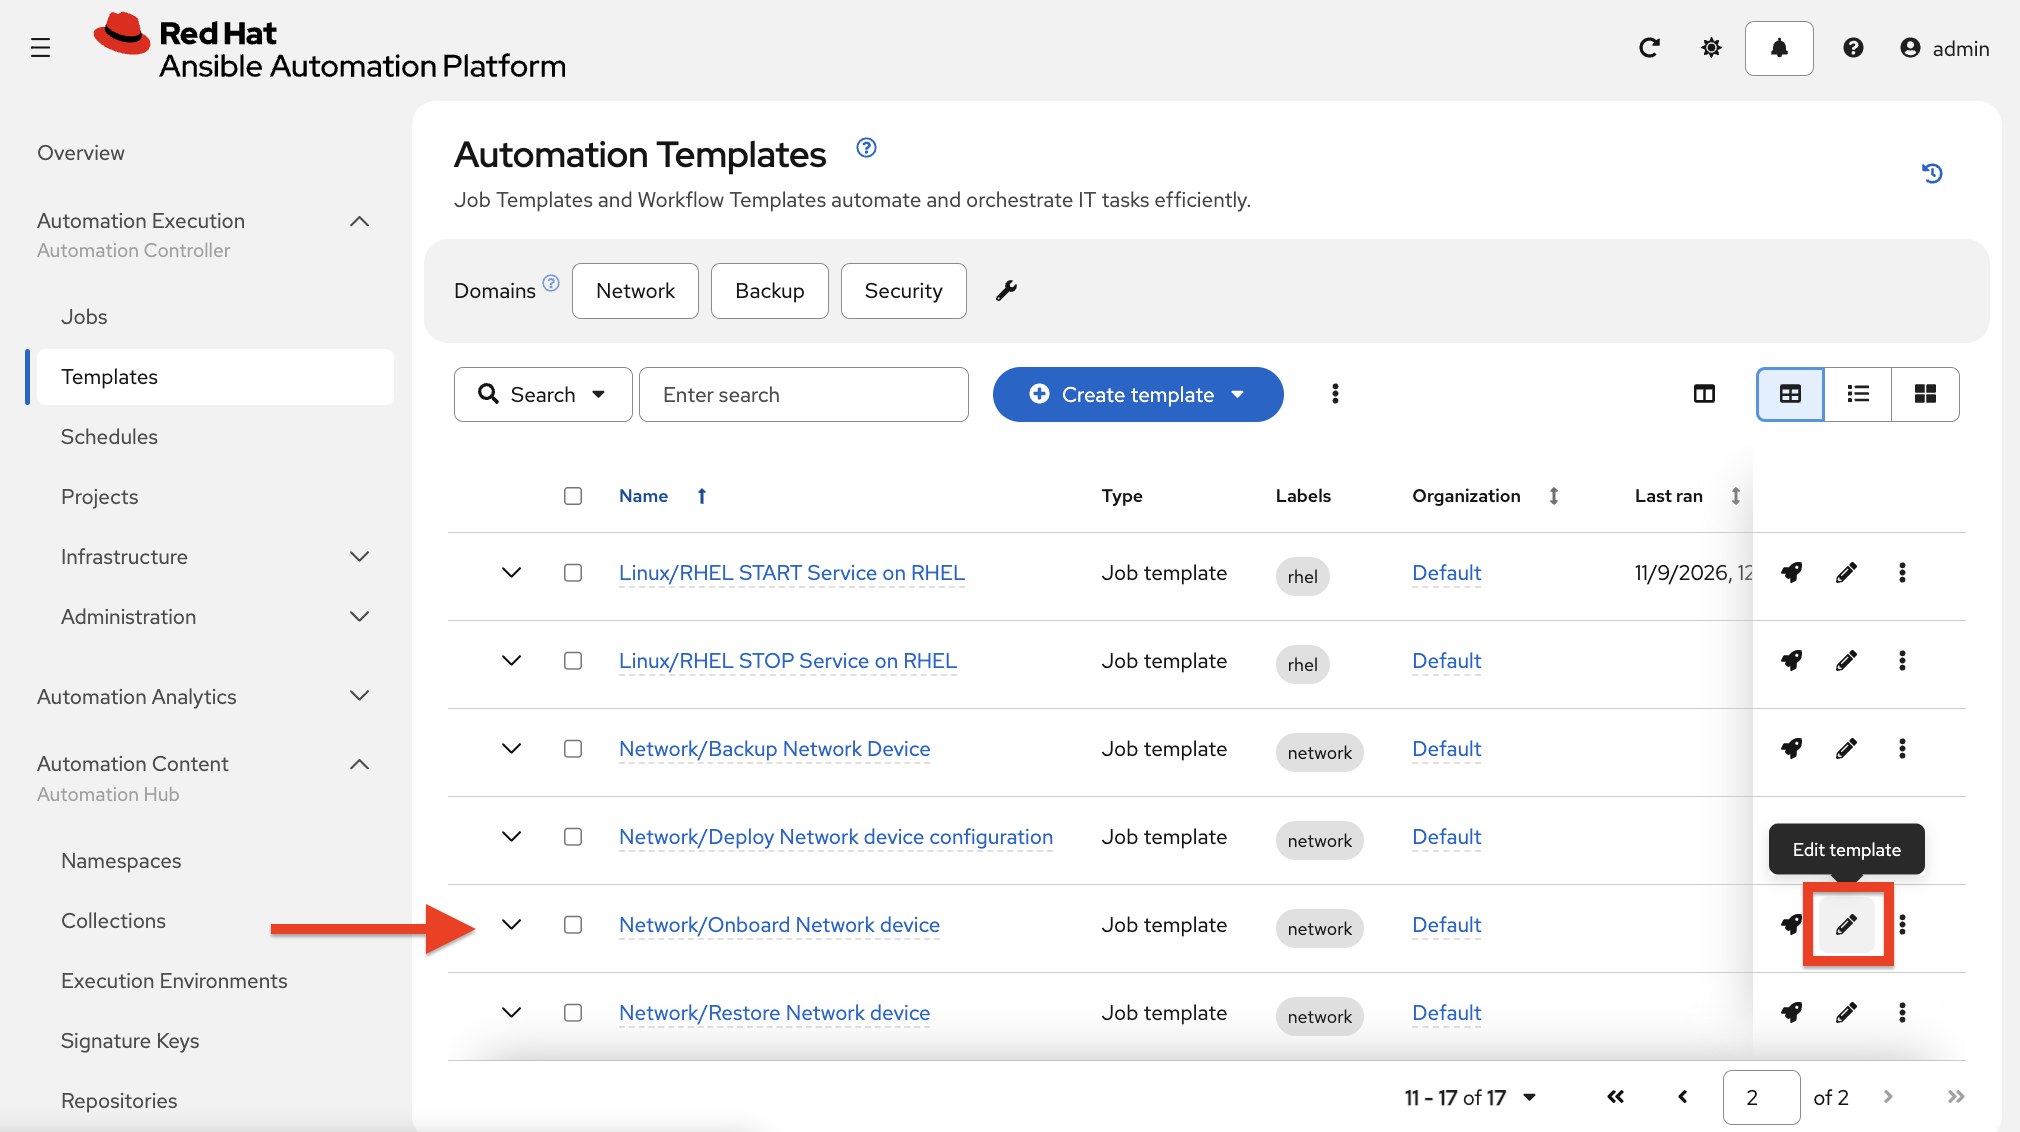 Red Hat
Ansible Automation Platform
admin
Overview
Automation Execution
Automation Controller
Jobs
Templates
Schedules
Projects
Infrastructure
Administration
Automation Analytics
Automation Content
Automation Hub
Namespaces
Collections
Execution Environments
Signature Keys
Repositories
Automation Templates
Job Templates and Workflow Templates automate and orchestrate IT tasks efficiently.
Domains Network Backup Security
Search Enter search Create template
Name Type Labels Organization Last ran
Linux/RHEL START Service on RHEL Job template rhel Default 11/9/2026, 12
Linux/RHEL STOP Service on RHEL Job template rhel Default
Network/Backup Network Device Job template network Default
Network/Deploy Network device configuration Job template network Default
Edit template
Network/Onboard Network device Job template network Default
Network/Restore Network device Job template network Default
11 - 17 of 17 2 of 2